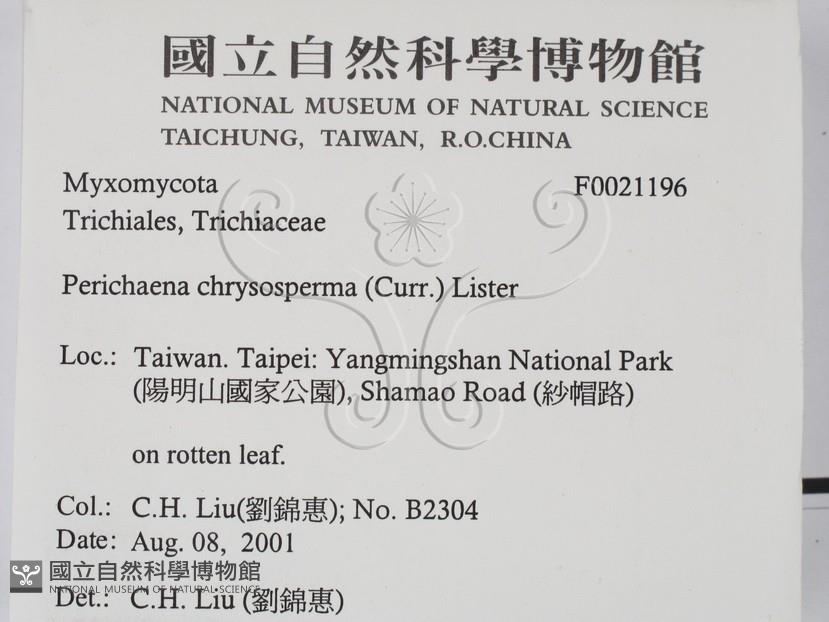 國立自然科學博物館
NATIONAL MUSEUM OF NATURAL SCIENCE
TAICHUNG, TAIWAN, R.O.CHINA
Myxomycota F0021196
Trichiales, Trichiaceae
Perichaena chrysosperma (Curr.) Lister
Loc.: Taiwan. Taipei: Yangmingshan National Park
(陽明山國家公園), Shamao Road (紗帽路)
on rotten leaf.
Col.: C.H. Liu(劉錦惠); No. B2304
Date: Aug. 08, 2001
國立自然科學博物館
NATIONAL MUSEUM OF NATURAL SCIENCE
Det.: C.H. Liu (劉錦惠)